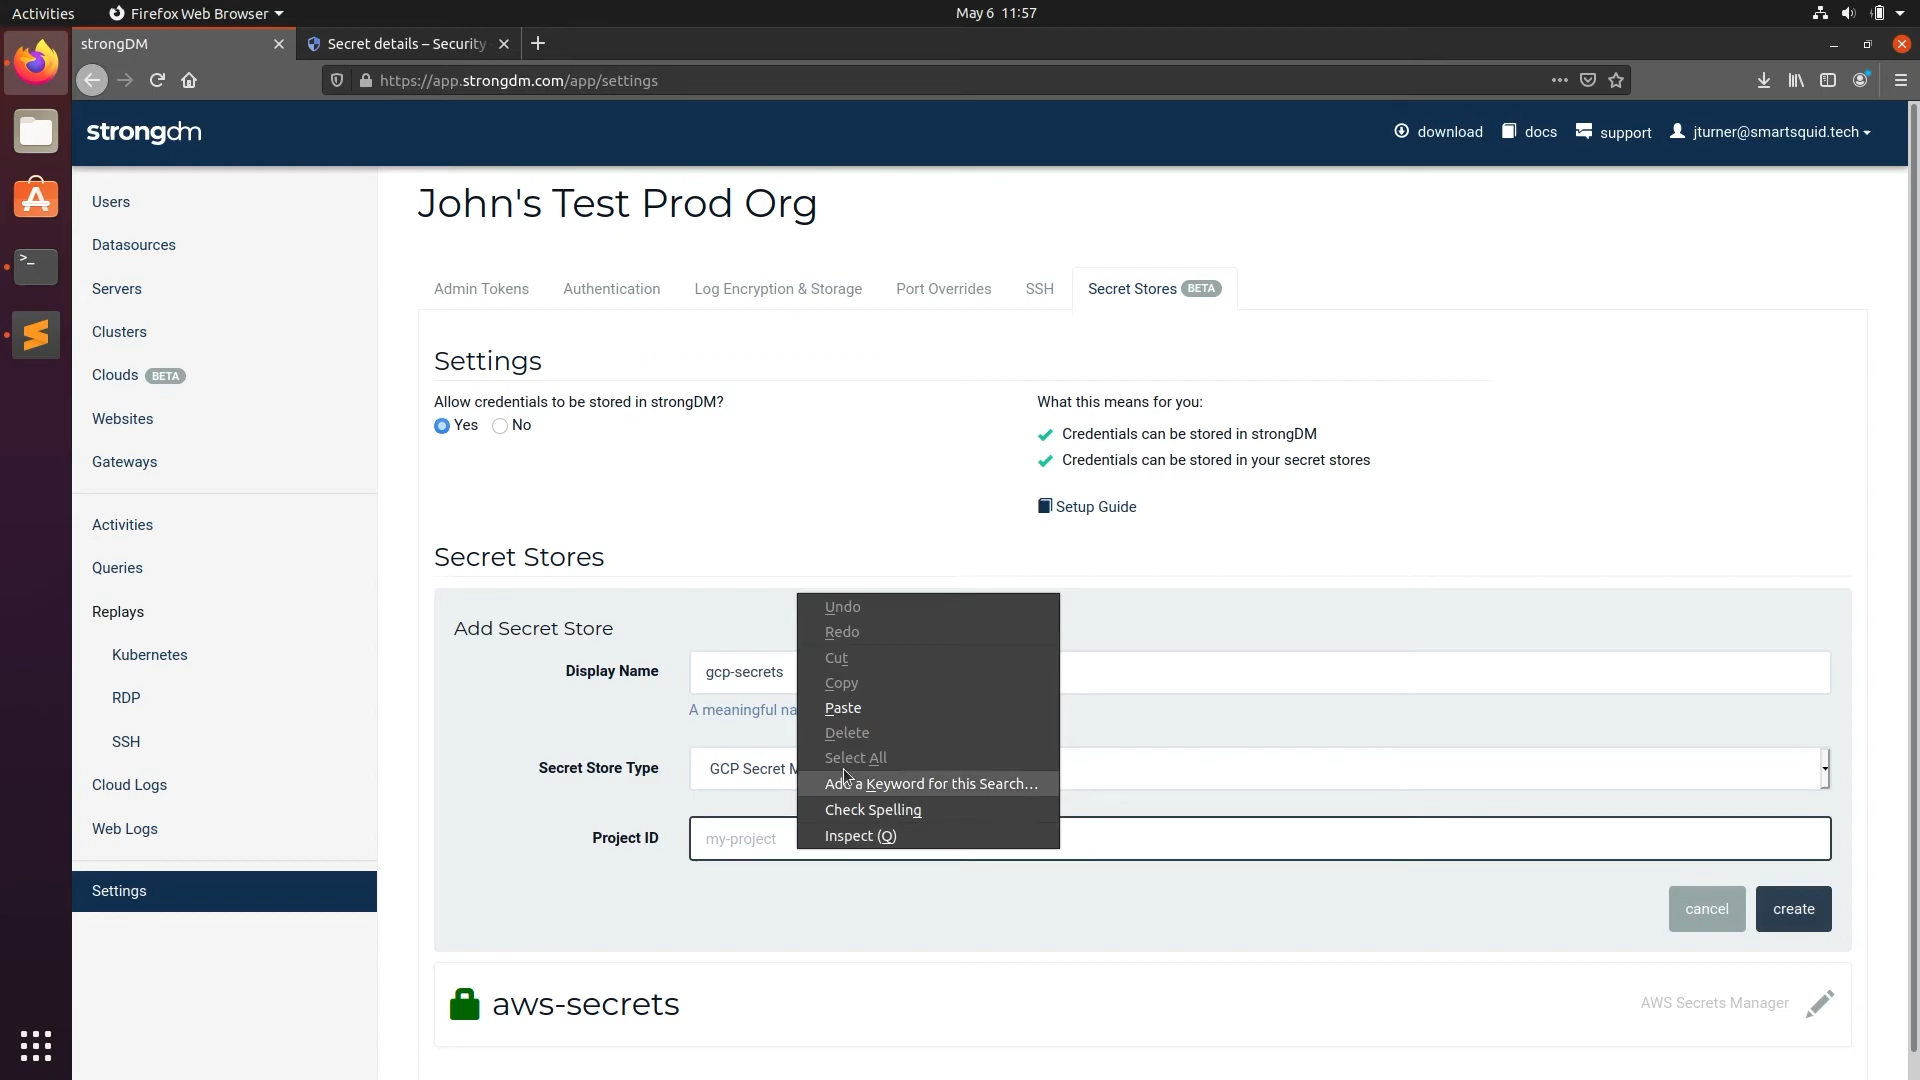 Activities
Firefox Web Browser
May 6 11:57
strongDM
Secret details – Security
https://app.strongdm.com/app/settings
strongdm
download
docs
support
jturner@smartsquid.tech
Users
Datasources
Servers
Clusters
Clouds BETA
Websites
Gateways
Activities
Queries
Replays
Kubernetes
RDP
SSH
Cloud Logs
Web Logs
Settings
John's Test Prod Org
Admin Tokens
Authentication
Log Encryption & Storage
Port Overrides
SSH
Secret Stores BETA
Settings
Allow credentials to be stored in strongDM?
Yes
No
What this means for you:
Credentials can be stored in strongDM
Credentials can be stored in your secret stores
Setup Guide
Secret Stores
Add Secret Store
Display Name
gcp-secrets
A meaningful na
Secret Store Type
GCP Secret M
Project ID
my-project
Undo
Redo
Cut
Copy
Paste
Delete
Select All
Add a Keyword for this Search...
Check Spelling
Inspect (Q)
cancel
create
aws-secrets
AWS Secrets Manager